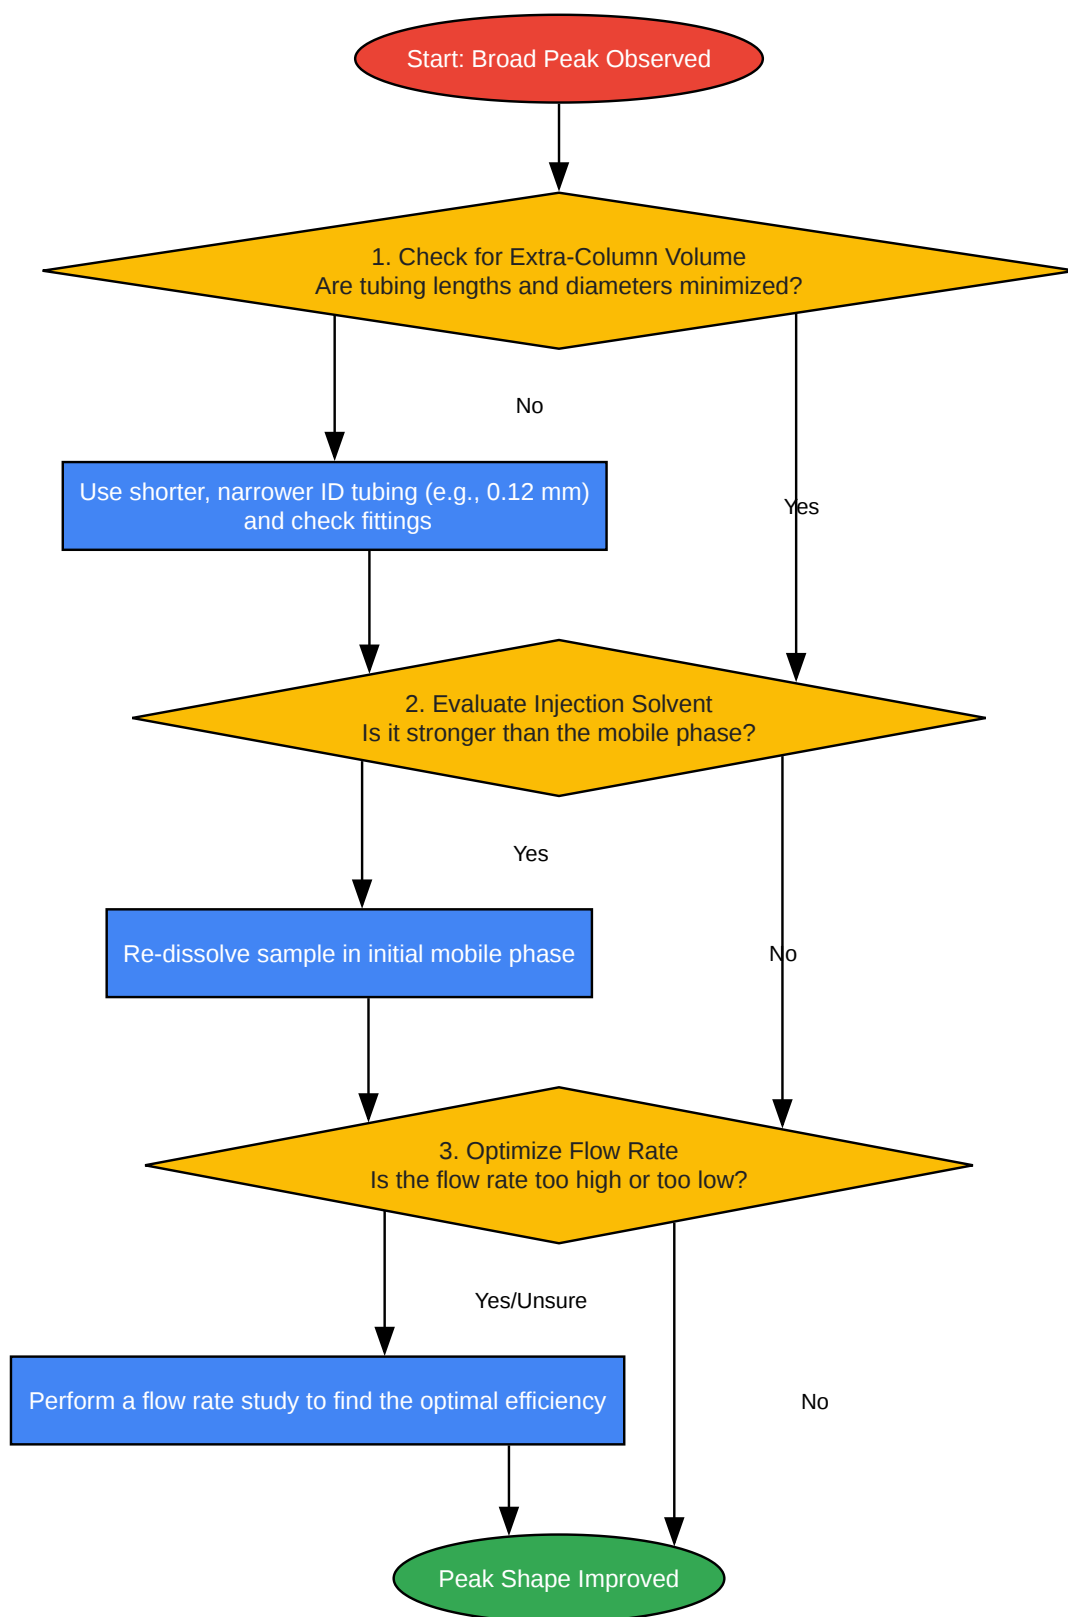 Start: Broad Peak Observed
1. Check for Extra-Column Volume
Are tubing lengths and diameters minimized?
No
Use shorter, narrower ID tubing (e.g., 0.12 mm)
and check fittings
Yes
2. Evaluate Injection Solvent
Is it stronger than the mobile phase?
Yes
Re-dissolve sample in initial mobile phase
No
3. Optimize Flow Rate
Is the flow rate too high or too low?
Yes/Unsure
Perform a flow rate study to find the optimal efficiency
No
Peak Shape Improved